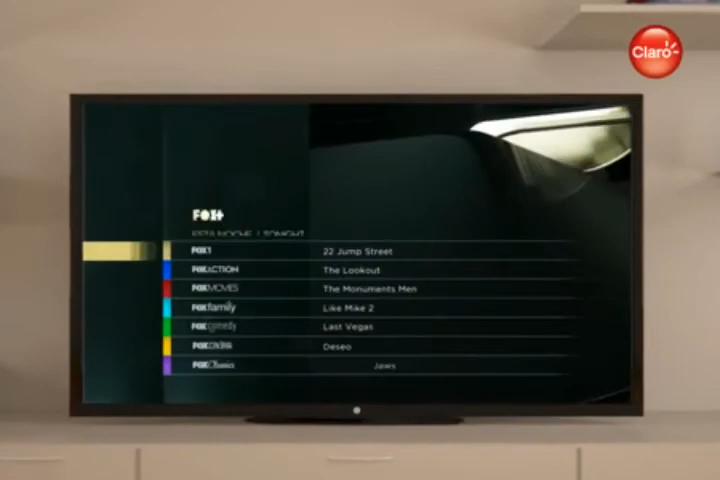 Claro
FOX+
ESTA NOCHE / TONIGHT
FOX1 22 Jump Street
FOXACTION The Lookout
FOXMOVIES The Monuments Men
FOXfamily Like Mike 2
FOXcomedy Last Vegas
FOXCINEMA Deseo
FOXClassics Jaws